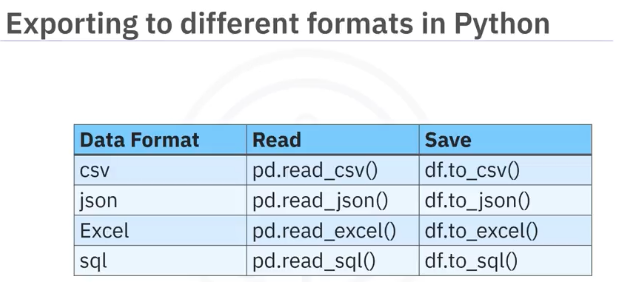 Exporting to different formats in Python
Data Format Read Save
csv pd.read_csv() df.to_csv()
json pd.read_json() df.to_json()
Excel pd.read_excel() df.to_excel()
sql pd.read_sql() df.to_sql()